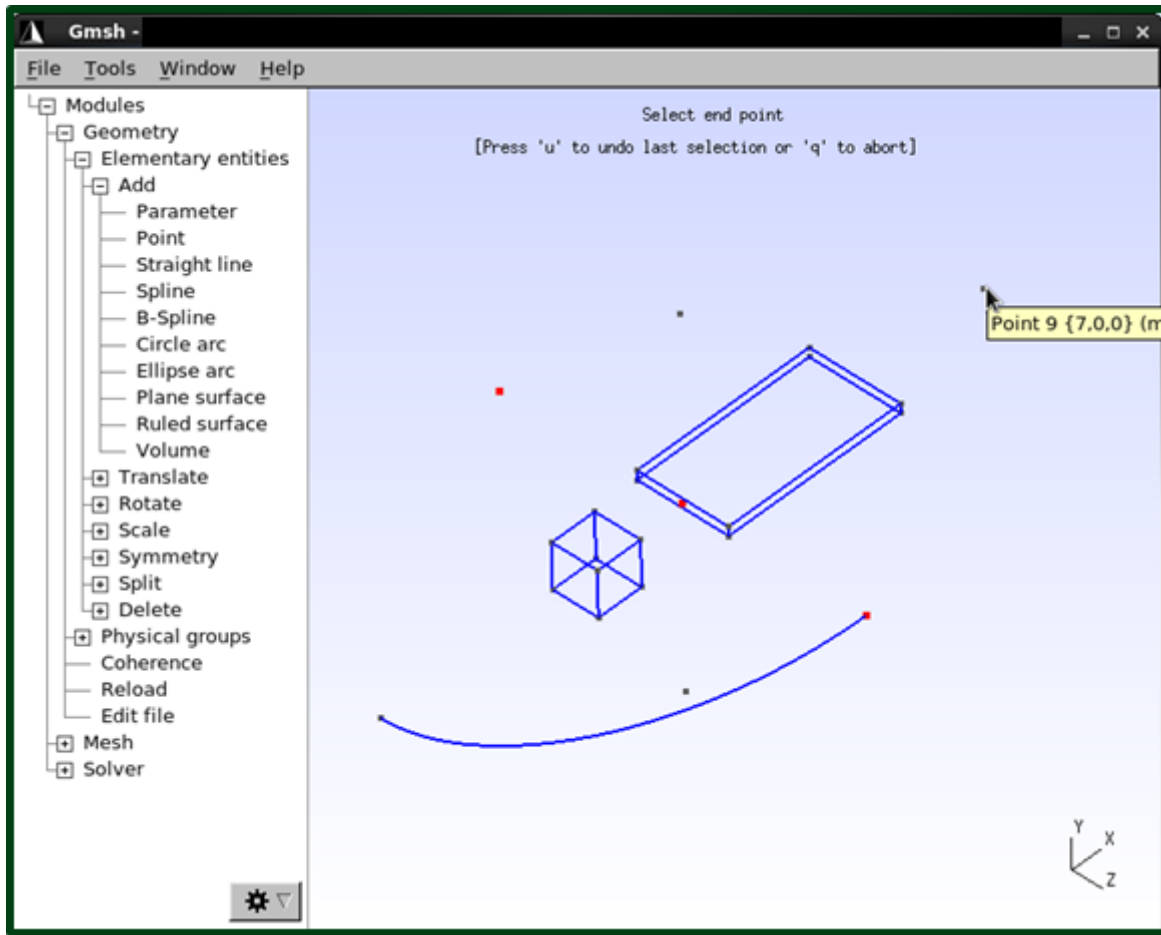 Gmsh -
File Tools Window Help
Modules
Geometry
Elementary entities
Add
Parameter
Point
Straight line
Spline
B-Spline
Circle arc
Ellipse arc
Plane surface
Ruled surface
Volume
Translate
Rotate
Scale
Symmetry
Split
Delete
Physical groups
Coherence
Reload
Edit file
Mesh
Solver
Select end point
[Press 'u' to undo last selection or 'q' to abort]
Point 9 {7,0,0} (m
Y
X
Z